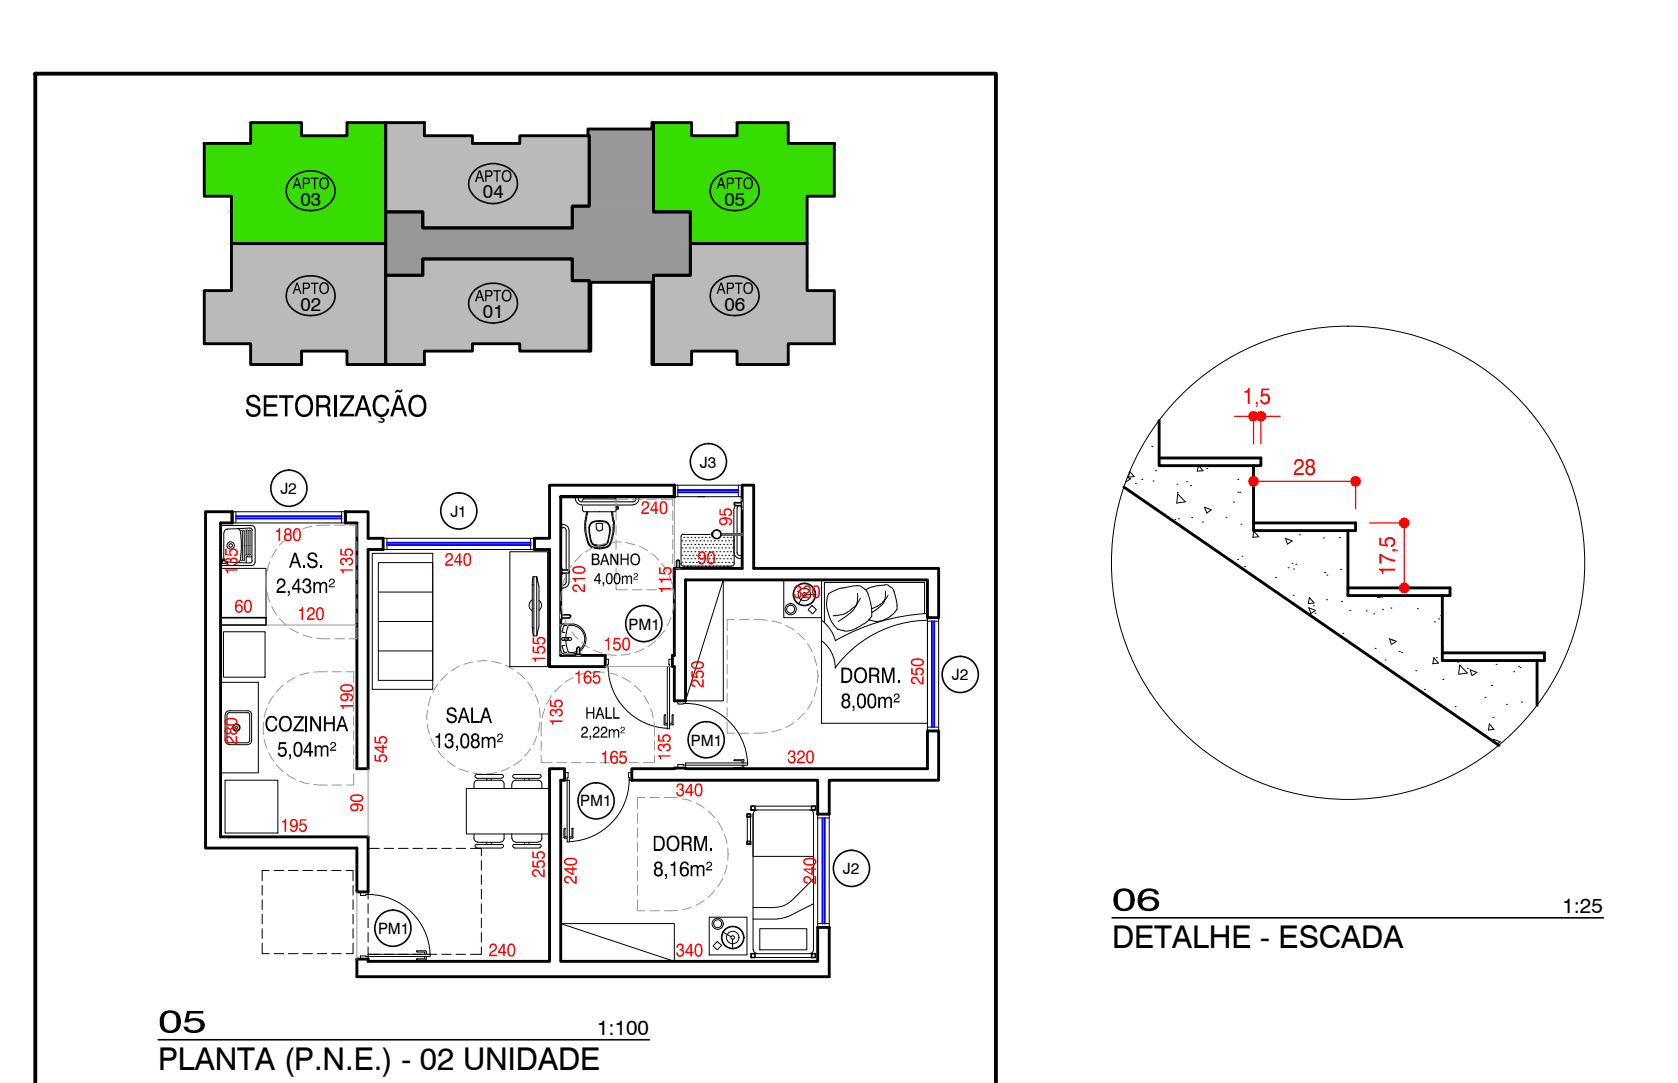 APTO
03
APTO
04
APTO
05
APTO
02
APTO
01
APTO
06
SETORIZAÇÃO
J2
J1
J3
180
135
A.S.
2,43m²
135
60
120
240
155
240
95
BANHO
4,00m²
90
210
115
PM1
150
320
250
DORM.
8,00m²
250
J2
320
PM1
165
135
HALL
2,22m²
135
165
190
COZINHA
5,04m²
280
SALA
13,08m²
545
90
195
PM1
340
DORM.
8,16m²
240
240
J2
255
340
PM1
240
05
1:100
PLANTA (P.N.E.) - 02 UNIDADE
1,5
28
17,5
06
1:25
DETALHE - ESCADA